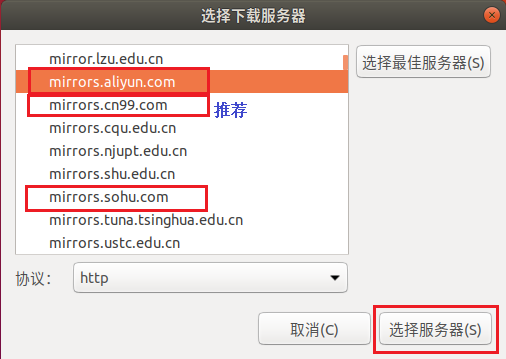 选择下载服务器
mirror.lzu.edu.cn
选择最佳服务器(S)
mirrors.aliyun.com
mirrors.cn99.com
推荐
mirrors.cqu.edu.cn
mirrors.njupt.edu.cn
mirrors.shu.edu.cn
mirrors.sohu.com
mirrors.tuna.tsinghua.edu.cn
mirrors.ustc.edu.cn
协议：
http
取消(C)
选择服务器(S)